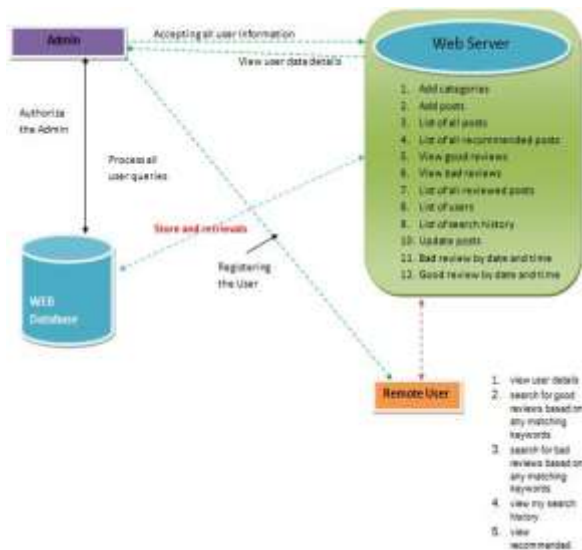 Accepting all user information
Admin
Web Server
View user data details
1. Add categories
2. Add posts
3. List of all posts
4. List of all recommended posts
5. View good reviews
6. View bad reviews
7. List of all reviewed posts
8. List of users
9. List of search history
10. Update posts
11. Bad review by date and time
12. Good review by date and time
Authorize
the Admin
Process all
user queries
Store and retrievals
Registering
the User
WEB
Database
Remote User
1. view user details
2. search for good
reviews based on
any matching
keywords
3. search for bad
reviews based on
any matching
keywords
4. view my search
history
5. view
recommended